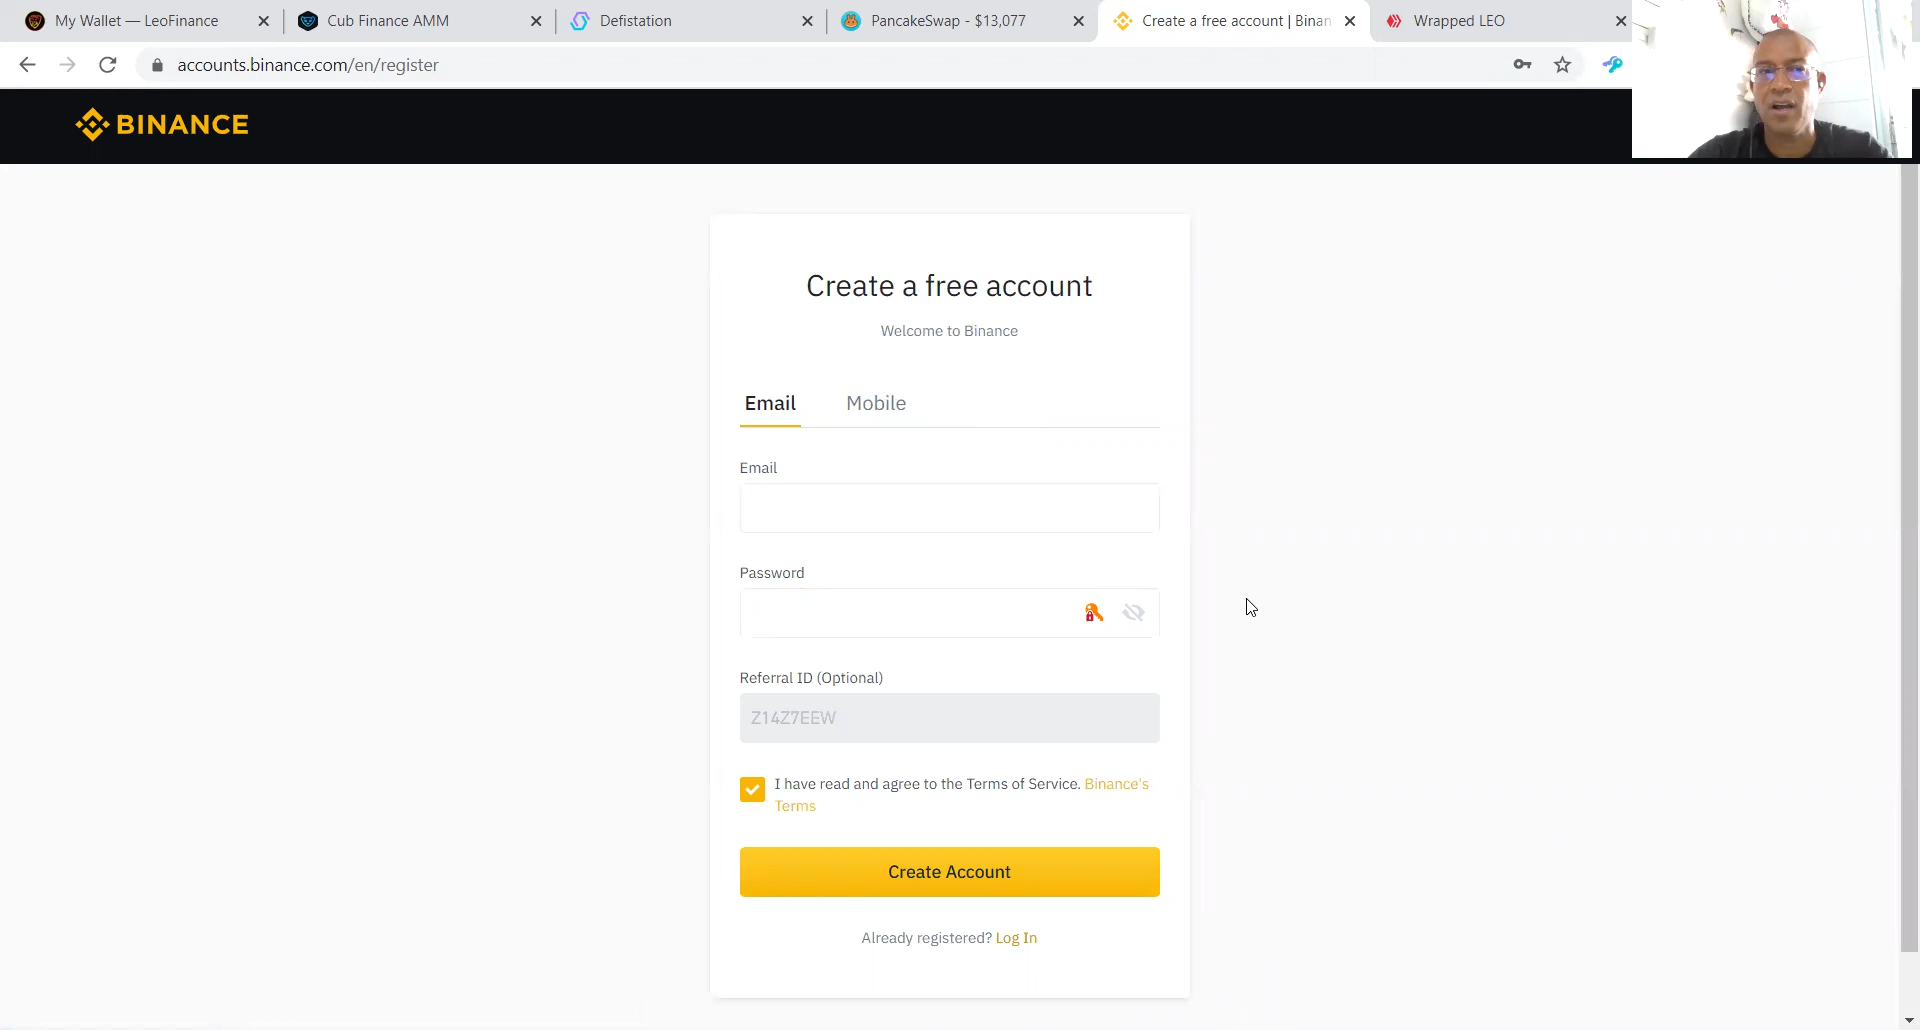 My Wallet — LeoFinance
Cub Finance AMM
Defistation
PancakeSwap - $13,077
Create a free account | Binan
Wrapped LEO
accounts.binance.com/en/register
BINANCE
Create a free account
Welcome to Binance
Email
Mobile
Email
Password
Referral ID (Optional)
Z14Z7EEW
I have read and agree to the Terms of Service. Binance's
Terms
Create Account
Already registered? Log In